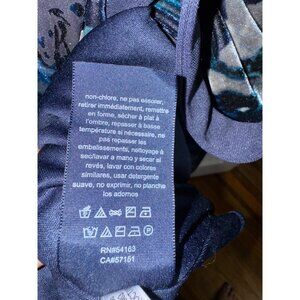 non-chlore, ne pas essorer,
retirer immédiatement, remettre
en forme, sécher à plat à
l'ombre, repasser à basse
température si nécessaire, ne
pas repasser les
embellisements, nettoyage à
sec/lavar a mano y secar al
revés, lavar con colores
similares, usar detergente
suave, no exprimir, no planchar
los adornos
RN#54163
CA#57151